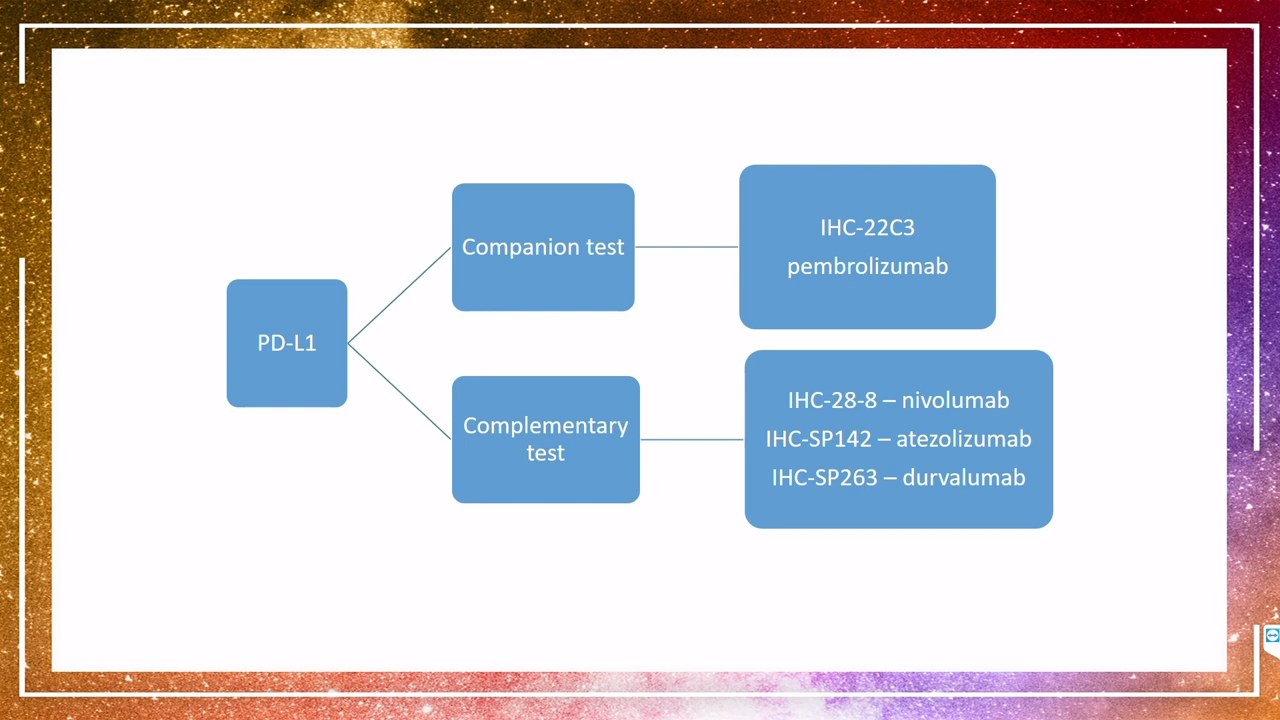 PD-L1
Companion test
IHC-22C3
pembrolizumab
Complementary
test
IHC-28-8 – nivolumab
IHC-SP142 – atezolizumab
IHC-SP263 – durvalumab